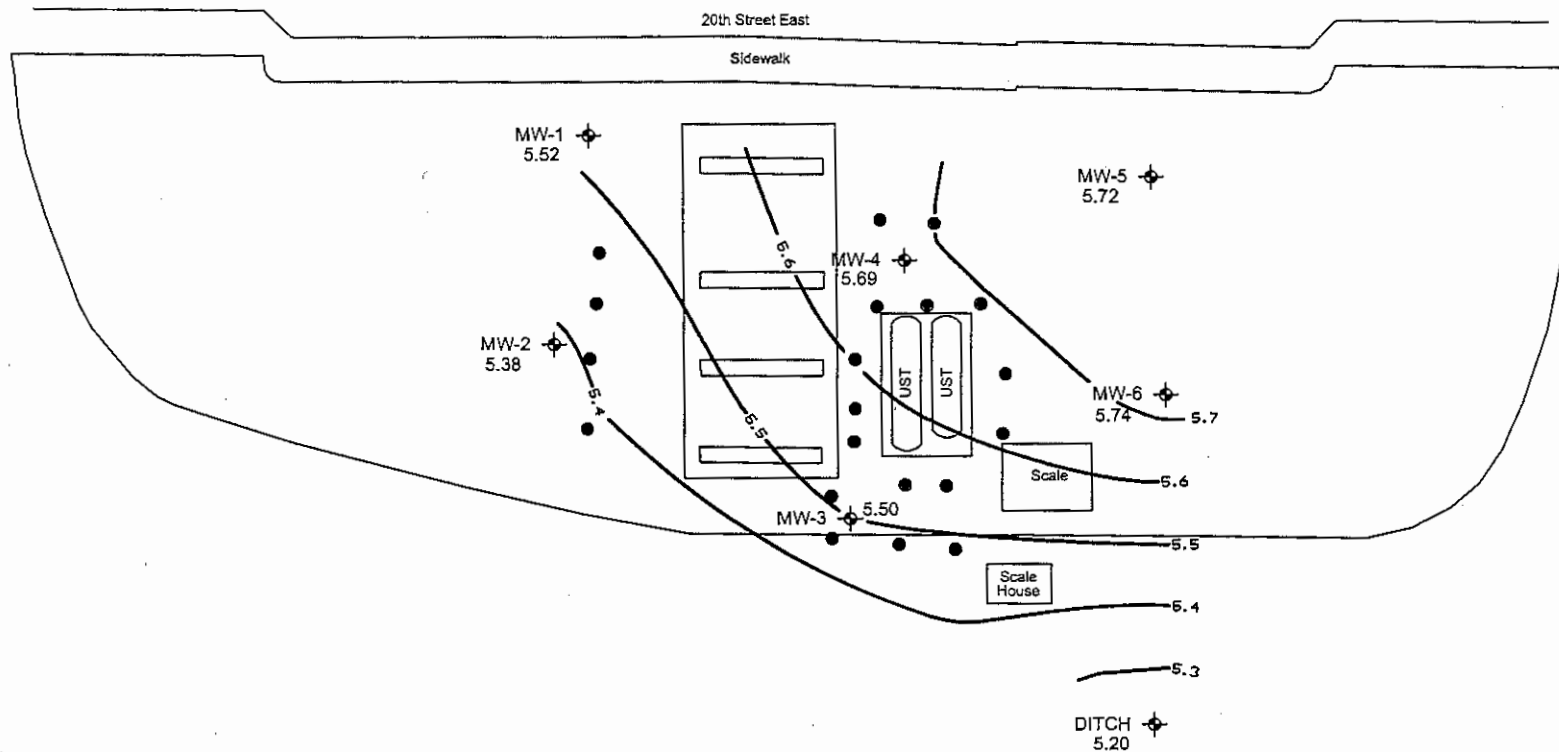 20th Street East
Sidewalk
MW-1
5.52
MW-5
5.72
5.6
MW-4
5.69
MW-2
5.38
UST
UST
5.4
MW-6
5.74
5.7
5.5
Scale
5.6
5.50
MW-3
5.5
Scale
House
5.4
5.3
DITCH
5.20